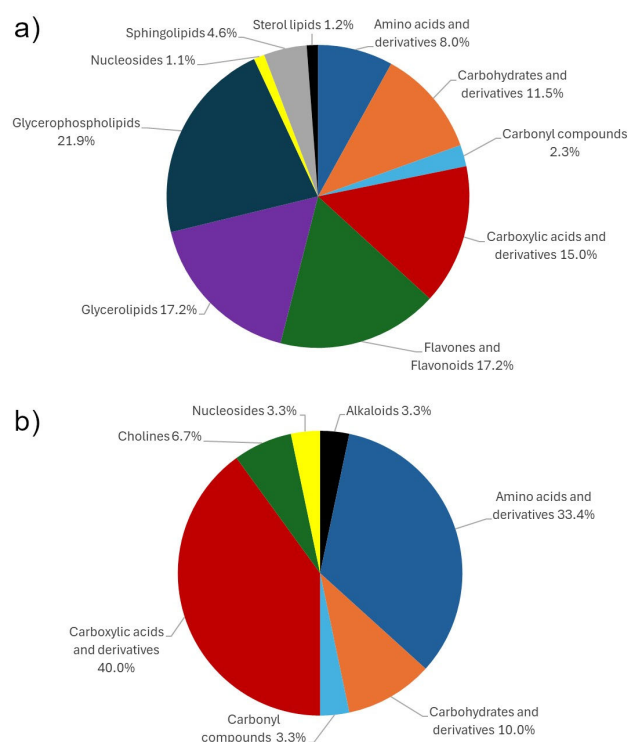 a)
Sterol lipids 1.2%
Amino acids and
derivatives 8.0%
Sphingolipids 4.6%
Nucleosides 1.1%
Carbohydrates and
derivatives 11.5%
Glycerophospholipids
21.9%
Carbonyl compounds
2.3%
Carboxylic acids and
derivatives 15.0%
Glycerolipids 17.2%
Flavones and
Flavonoids 17.2%
b)
Nucleosides 3.3%
Alkaloids 3.3%
Cholines 6.7%
Amino acids and
derivatives 33.4%
Carboxylic acids
and derivatives
40.0%
Carbohydrates and
derivatives 10.0%
Carbonyl
compounds 3.3%